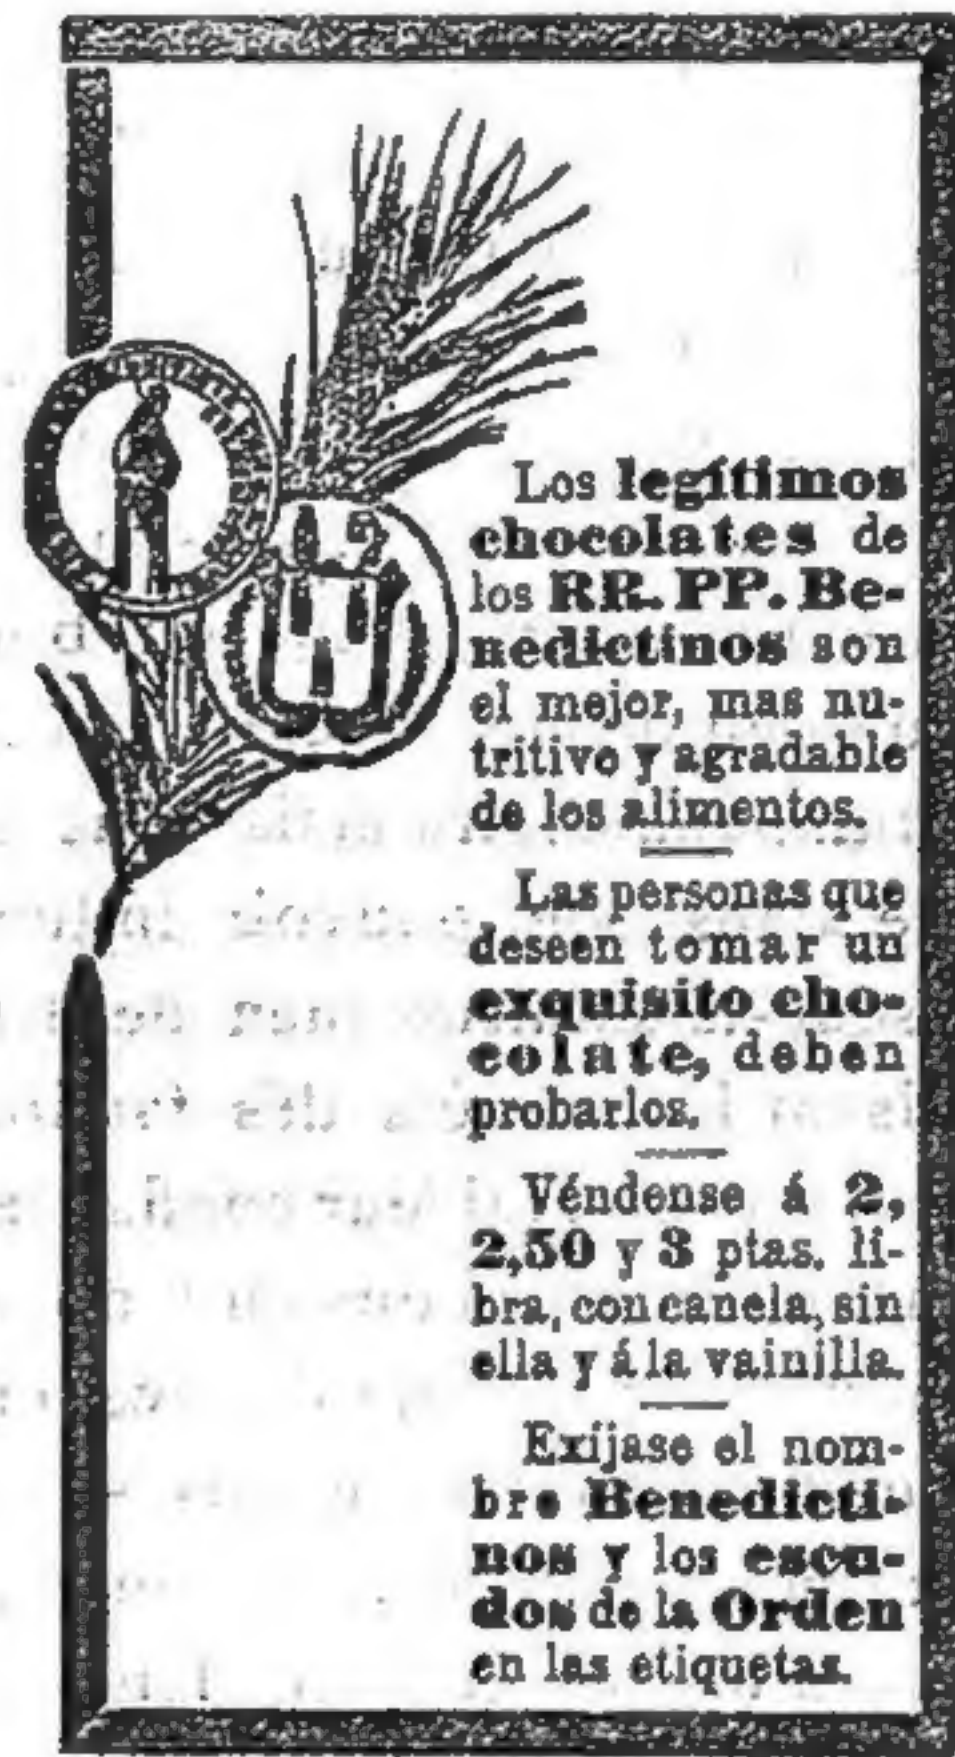 Los legítimos
chocolates de
los RR. PP. Be-
nedictinos son
el mejor, mas nu-
tritivo y agradable
de los alimentos.
Las personas que
deseen tomar un
exquisito cho-
colate, deben
probarlos.
Véndense á 2,
2,50 y 3 ptas. li-
bra, con canela, sin
ella y á la vainilla.
Exíjase el nom-
bre Benedicti-
nos y los escu-
dos de la Orden
en las etiquetas.